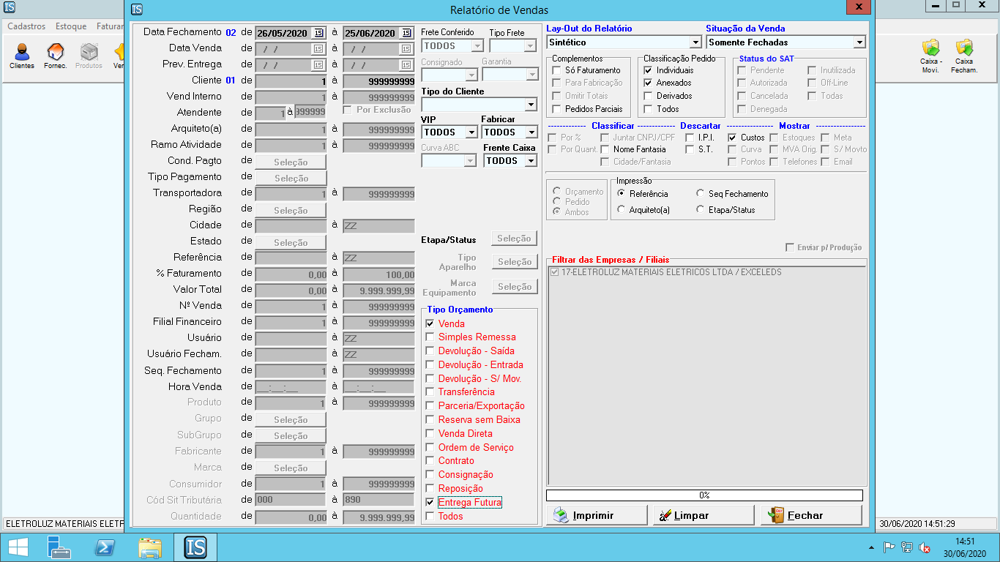 IS
Relatório de Vendas
Cadastros Estoque Faturar
Clientes
Fornec.
Produtos
Caixa - Movi.
Caixa Fecham.
Data Fechamento 02 de 26/05/2020 15 à 25/06/2020 15
Data Venda de / / 15 à / / 15
Prev. Entrega de / / 15 à / / 15
Cliente 01 de 1 à 999999999
Vend Interno de 1 à 999999999
Atendente de 1 à 999999 Por Exclusão
Arquiteto(a) de 1 à 999999999
Ramo Atividade de 1 à 999999999
Cond. Pagto de Seleção
Tipo Pagamento de Seleção
Transportadora de 1 à 999999999
Região de Seleção
Cidade de à ZZ
Estado de Seleção
Referência de à ZZ
% Faturamento de 0,00 à 100,00
Valor Total de 0,00 à 9.999.999,99
Nº Venda de 1 à 999999999
Filial Financeiro de 1 à 999999999
Usuário de à ZZ
Usuário Fecham. de à ZZ
Seq. Fechamento de 1 à 999999999
Hora Venda de __:__:__ à __:__:__
Produto de 1 à 999999999
Grupo de Seleção
SubGrupo de Seleção
Fabricante de 1 à 999999999
Marca de Seleção
Consumidor de 1 à 999999999
Cód Sit Tributária de 000 à 890
Quantidade de 0,00 à 9.999.999,99
Frete Conferido Tipo Frete
TODOS
Consignado Garantia
Tipo do Cliente
VIP Fabricar
TODOS TODOS
Curva ABC Frente Caixa
TODOS
Etapa/Status Seleção
Tipo Aparelho Seleção
Marca Equipamento Seleção
Tipo Orçamento
Venda
Simples Remessa
Devolução - Saída
Devolução - Entrada
Devolução - S/ Mov.
Transferência
Parceria/Exportação
Reserva sem Baixa
Venda Direta
Ordem de Serviço
Contrato
Consignação
Reposição
Entrega Futura
Todos
Lay-Out do Relatório Situação da Venda
Sintético Somente Fechadas
Complementos
Só Faturamento
Para Fabricação
Omitir Totais
Pedidos Parciais
Classificação Pedido
Individuais
Anexados
Derivados
Todos
Status do SAT
Pendente Inutilizada
Autorizada Off-Line
Cancelada Todas
Denegada
------------ Classificar ------------ Descartar --------------- Mostrar ----------------
Por % Juntar CNPJ/CPF I.P.I. Custos Estoques Meta
Por Quant. Nome Fantasia S.T. Curva MVA Orig. S/ Movto
Cidade/Fantasia Pontos Telefones Email
Orçamento
Pedido
Ambos
Impressão
Referência Seq Fechamento
Arquiteto(a) Etapa/Status
Enviar p/ Produção
Filtrar das Empresas / Filiais
17-ELETROLUZ MATERIAIS ELETRICOS LTDA / EXCELEDS
0%
Imprimir Limpar Fechar
ELETROLUZ MATERIAIS ELETF
30/06/2020 14:51:29
IS
14:51
30/06/2020